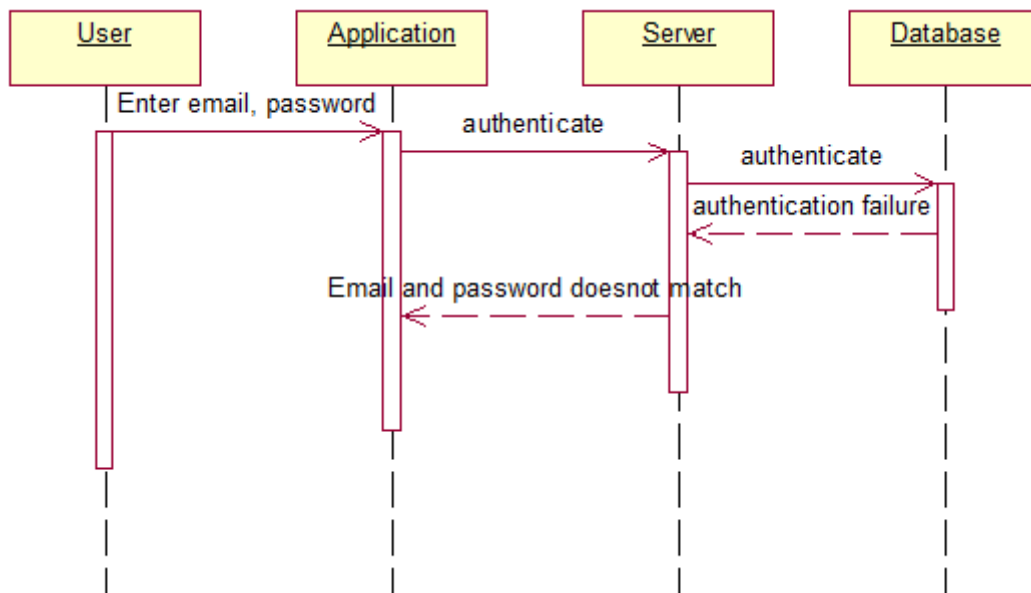 User
Application
Server
Database
Enter email, password
authenticate
authenticate
authentication failure
Email and password doesnot match